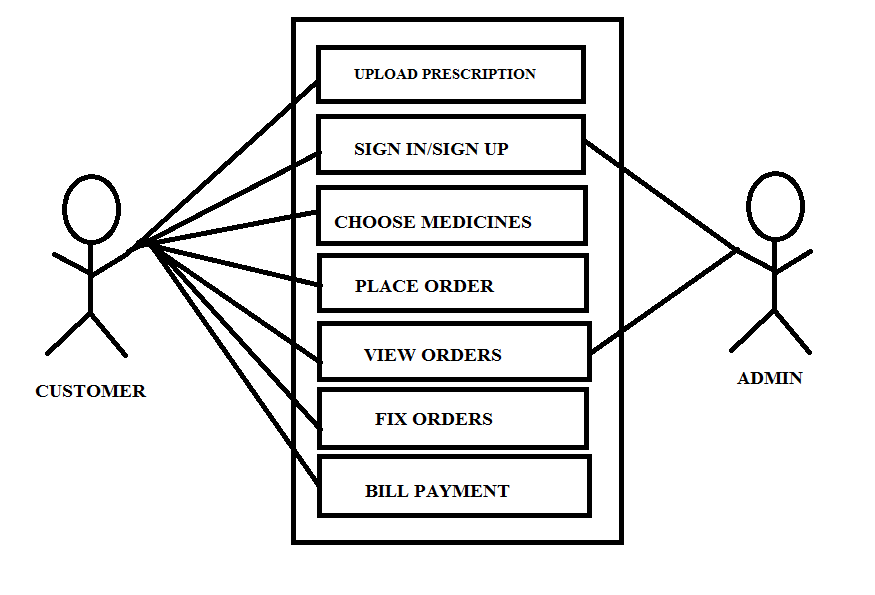 UPLOAD PRESCRIPTION
SIGN IN/SIGN UP
CHOOSE MEDICINES
PLACE ORDER
VIEW ORDERS
FIX ORDERS
BILL PAYMENT
CUSTOMER
ADMIN